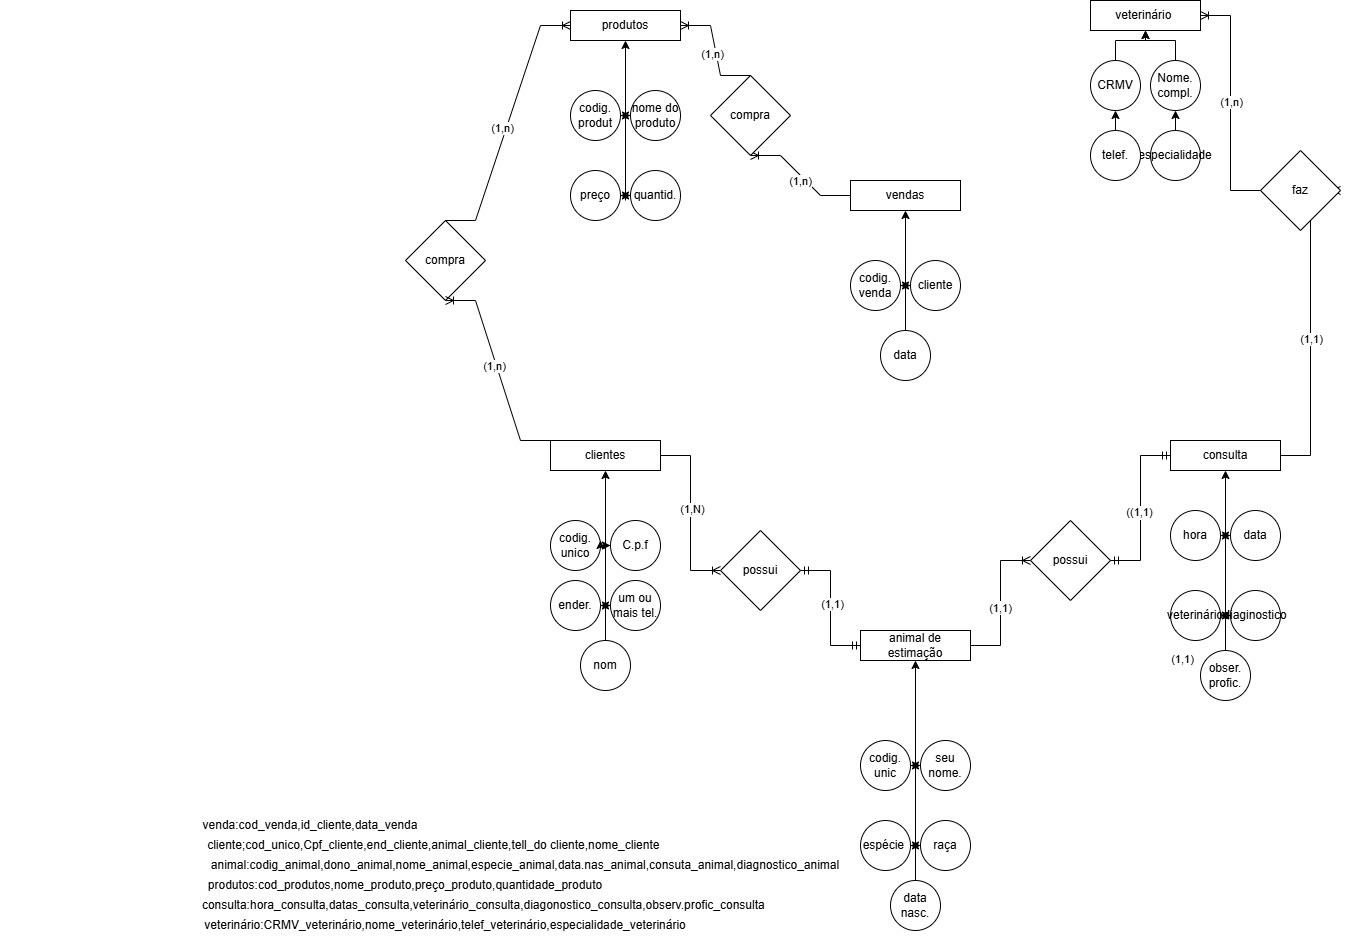 produtos
veterinário
(1,n)
compra
codig.
produt
nome do
produto
CRMV
Nome.
compl.
(1,n)
(1,n)
telef.
especialidade
preço
quantid.
(1,n)
vendas
faz
compra
codig.
venda
cliente
data
(1,1)
(1,n)
clientes
consulta
(1,N)
((1,1)
codig.
unico
C.p.f
hora
data
possui
possui
ender.
um ou
mais tel.
(1,1)
(1,1)
veterinário
diaginostico
animal de
estimação
nom
(1,1)
obser.
profic.
codig.
unic
seu
nome.
espécie
raça
data
nasc.
venda:cod_venda,id_cliente,data_venda
cliente;cod_unico,Cpf_cliente,end_cliente,animal_cliente,tell_do cliente,nome_cliente
animal:codig_animal,dono_animal,nome_animal,especie_animal,data.nas_animal,consuta_animal,diagnostico_animal
produtos:cod_produtos,nome_produto,preço_produto,quantidade_produto
consulta:hora_consulta,datas_consulta,veterinário_consulta,diagonostico_consulta,observ.profic_consulta
veterinário:CRMV_veterinário,nome_veterinário,telef_veterinário,especialidade_veterinário